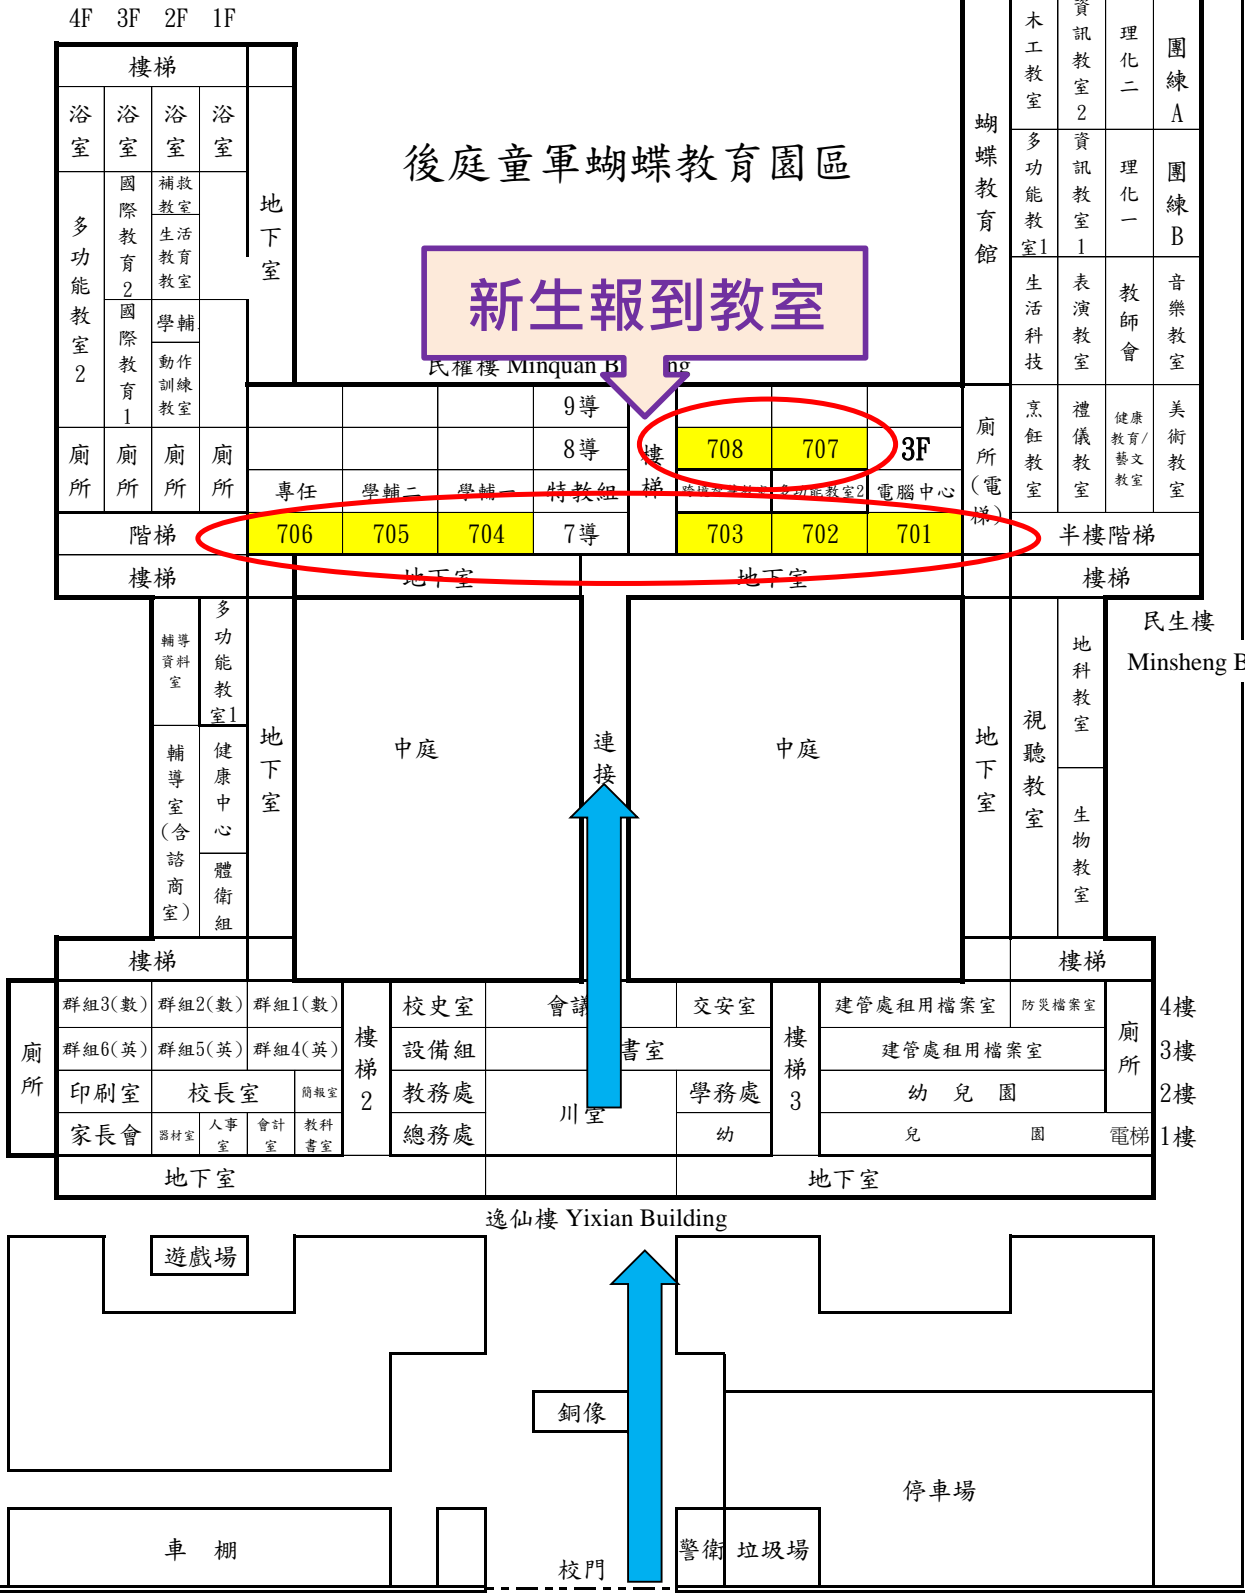 4F 3F 2F 1F
樓梯
浴室 浴室 浴室 浴室
地下室
多功能教室2
國際教育2
國際教育1
補救教室
生活教育教室
學輔
動作訓練教室
廁所 廁所 廁所 廁所
階梯
樓梯
後庭童軍蝴蝶教育園區
新生報到教室
民權樓 Minquan B ng
蝴蝶教育館
木工教室
資訊教室2
理化二
團練A
多功能教室1
資訊教室1
理化一
團練B
生活科技
表演教室
教師會
音樂教室
烹飪教室
禮儀教室
健康教育/藝文教室
美術教室
半樓階梯
樓梯
9導
8導
樓梯
708 707 3F
廁所(電梯)
專任 學輔二 學輔一 特教組
多功能教室2 電腦中心
706 705 704 7導 703 702 701
地下室 地下室
民生樓
Minsheng B
輔導資料室
多功能教室1
輔導室(含諮商室)
健康中心
體衛組
地下室
中庭
連接
中庭
地下室
視聽教室
地科教室
生物教室
樓梯
樓梯
廁所
群組3(數) 群組2(數) 群組1(數)
樓梯2
校史室 會議 交安室
樓梯3
建管處租用檔案室 防災檔案室
廁所
4樓
群組6(英) 群組5(英) 群組4(英) 設備組 書室 建管處租用檔案室 3樓
印刷室 校長室 簡報室 教務處 川堂 學務處 幼兒園 2樓
家長會 器材室 人事室 會計室 教科書室 總務處 幼兒園 電梯 1樓
地下室 地下室
逸仙樓 Yixian Building
遊戲場
銅像
停車場
車棚
校門
警衛 垃圾場